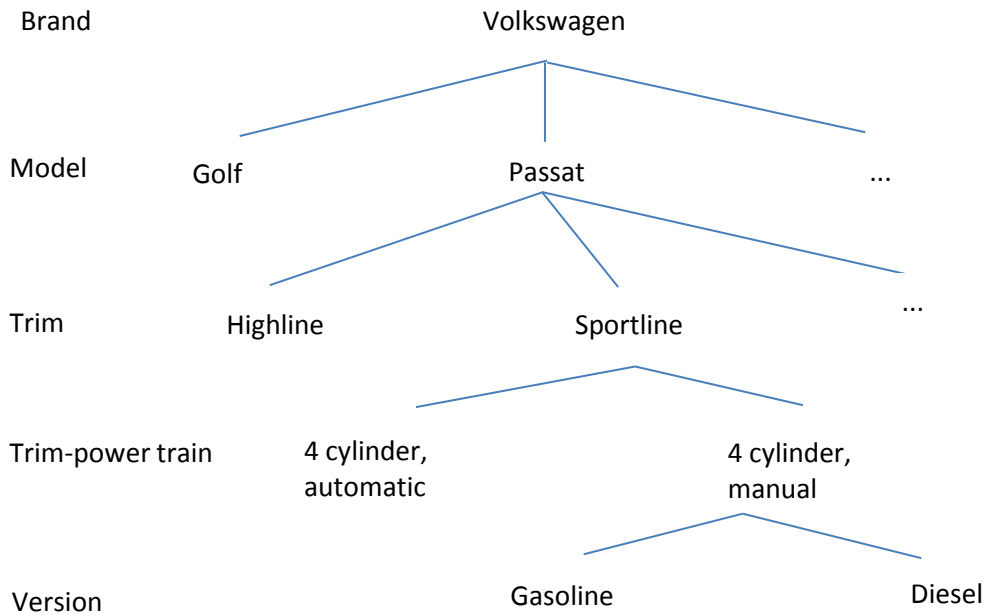 Brand
Volkswagen
Model
Golf
Passat
...
Trim
Highline
Sportline
...
Trim-power train
4 cylinder,
automatic
4 cylinder,
manual
Version
Gasoline
Diesel